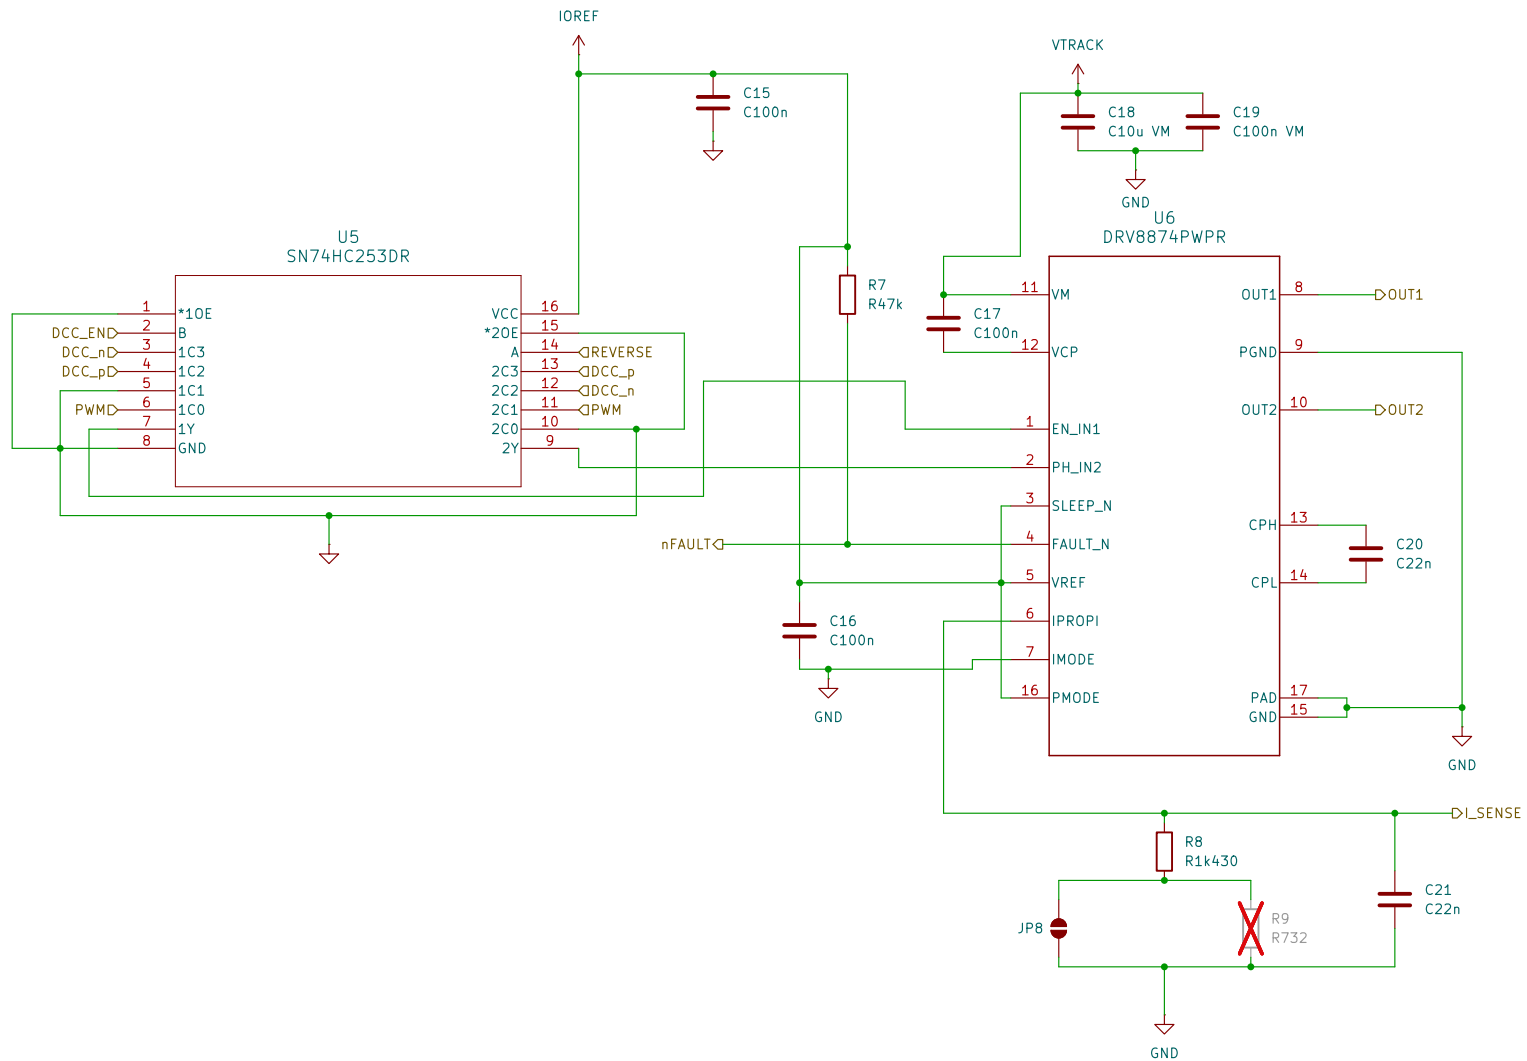 IOREF
VTRACK
C15
C100n
C18
C10u VM
C19
C100n VM
GND
U5
SN74HC253DR
U6
DRV8874PWPR
1
*1OE
2
B
DCC_EN
3
1C3
DCC_n
4
1C2
DCC_p
5
1C1
6
1C0
PWM
7
1Y
8
GND
VCC
16
*2OE
15
A
14
REVERSE
2C3
13
DCC_p
2C2
12
DCC_n
2C1
11
PWM
2C0
10
2Y
9
R7
R47k
C17
C100n
11
VM
12
VCP
1
EN_IN1
2
PH_IN2
3
SLEEP_N
nFAULT
4
FAULT_N
5
VREF
6
IPROPI
7
IMODE
16
PMODE
OUT1
8
OUT1
PGND
9
OUT2
10
OUT2
CPH
13
CPL
14
C20
C22n
PAD
17
GND
15
GND
C16
C100n
GND
I_SENSE
R8
R1k430
JP8
R9
R732
C21
C22n
GND